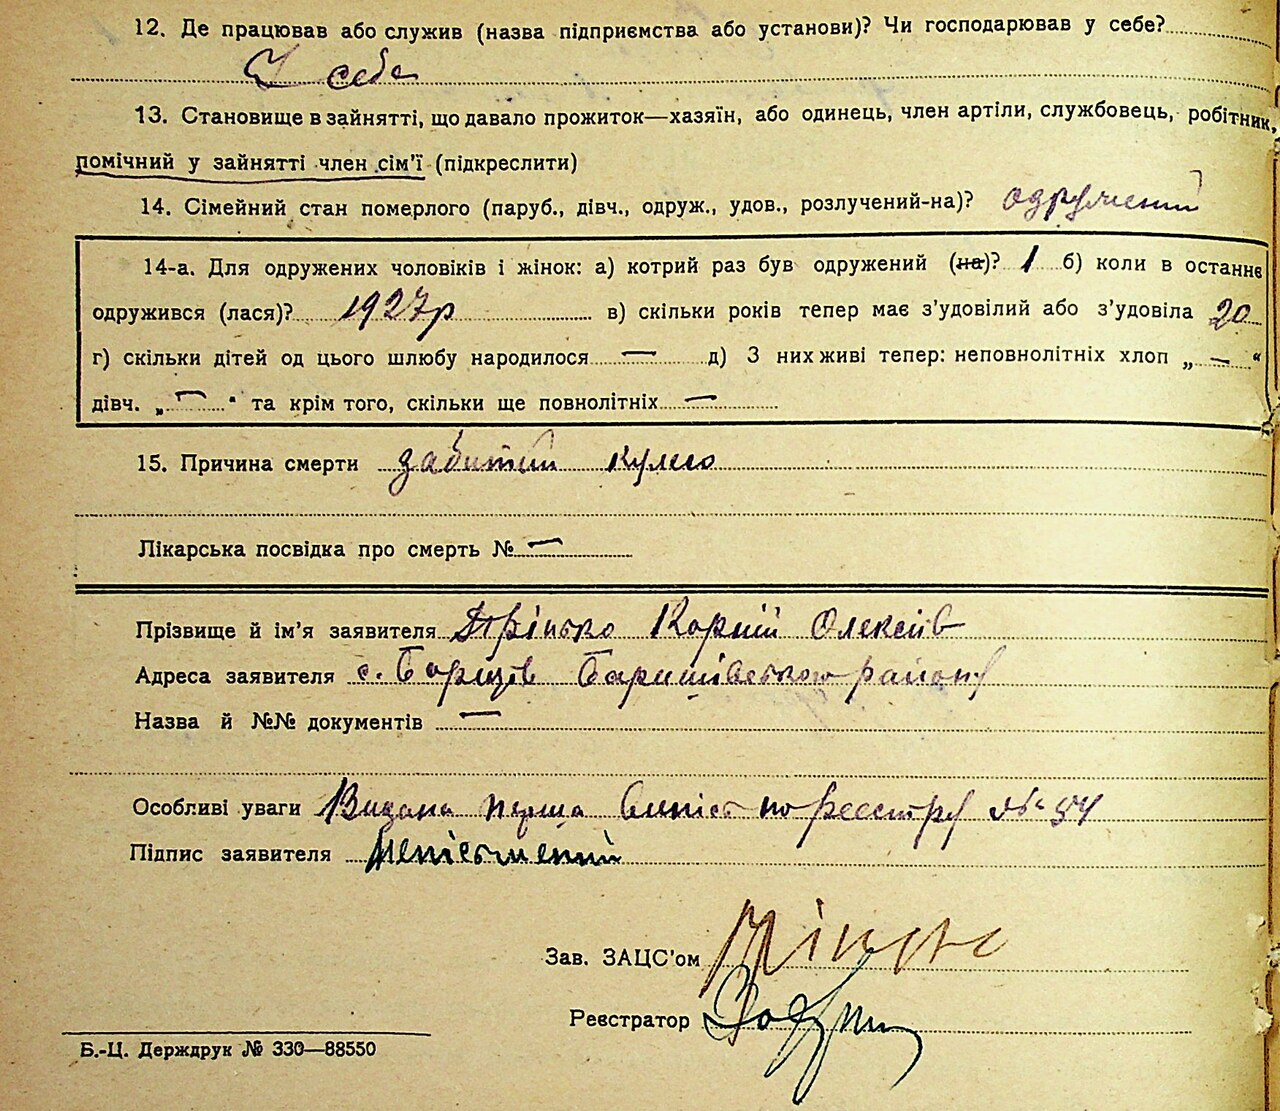 12. Де працював або служив (назва підприємства або установи)? Чи господарював у себе?
У себе
13. Становище в зайнятті, що давало прожиток—хазяїн, або одинець, член артіли, службовець, робітник,
помічний у зайнятті член сім'ї (підкреслити)
14. Сімейний стан померлого (паруб., дівч., одруж., удов., розлучений-на)? одружений
14-а. Для одружених чоловіків і жінок: а) котрий раз був одружений (на)? 1 б) коли в останнє
одружився (лася)? 1927р в) скільки років тепер має з'удовілий або з'удовіла 20
г) скільки дітей од цього шлюбу народилося — д) З них живі тепер: неповнолітніх хлоп „ — “
дівч. „ — “ та крім того, скільки ще повнолітніх —
15. Причина смерти забитий кулею
Лікарська посвідка про смерть № —
Прізвище й ім'я заявителя Корній Олексіїв
Адреса заявителя с. Борщів Баришівського району
Назва й №№ документів —
Особливі уваги Видана перша випись по реєстру № 54
Підпис заявителя Неписьменний
Зав. ЗАЦС'ом
Реєстратор
Б.-Ц. Держдрук № 330—88550